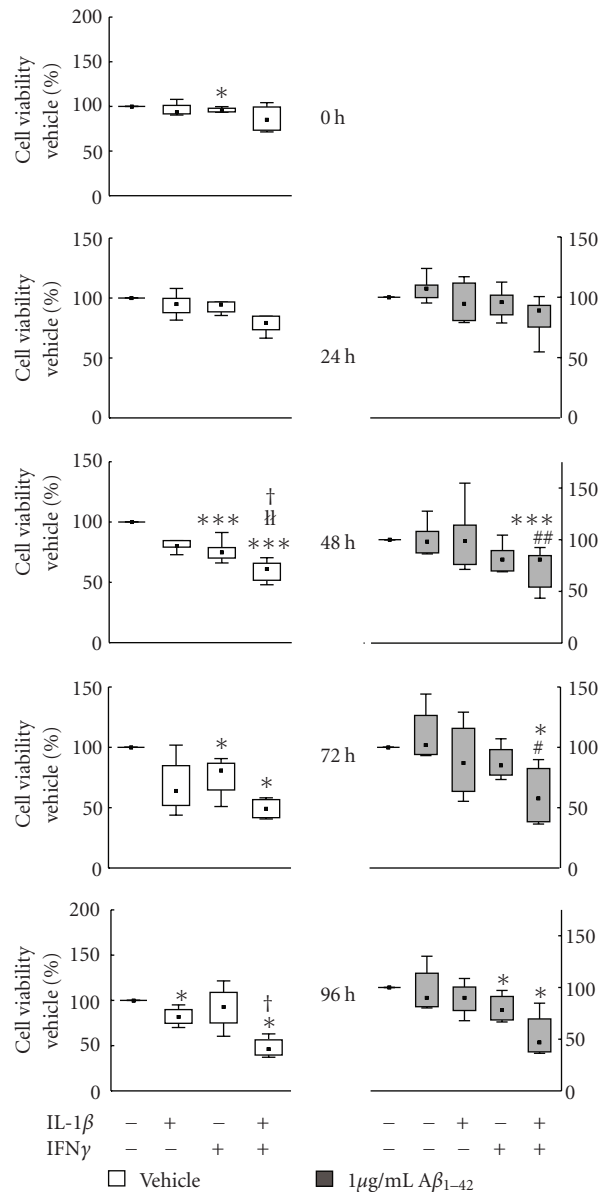 200
150
100
50
0
Cell viability
vehicle (%)
*
0 h
150
100
50
0
Cell viability
vehicle (%)
24 h
150
100
50
0
150
100
50
0
Cell viability
vehicle (%)
***
†
ƗƗ
***
48 h
***
##
150
100
50
0
150
100
50
0
Cell viability
vehicle (%)
*
*
72 h
*
#
150
100
50
0
200
150
100
50
0
Cell viability
vehicle (%)
*
†
*
96 h
*
*
150
100
50
0
IL-1β − + − + − − + − +
IFNγ − − + + − − − + +
Vehicle 1μg/mL Aβ1–42